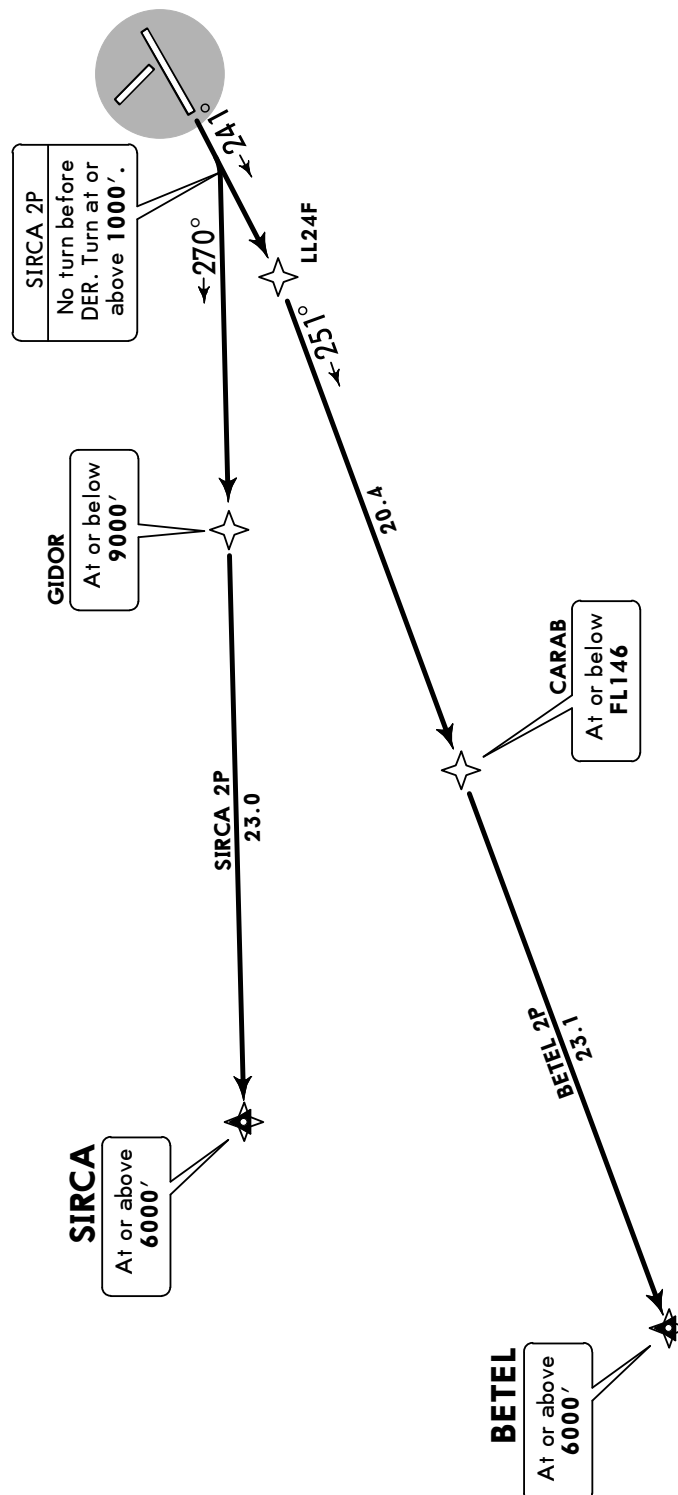 SIRCA 2P
No turn before
DER. Turn at or
above 1000'.
241°
270°
LL24F
251°
20.4
GIDOR
At or below
9000'
CARAB
At or below
FL146
SIRCA 2P
23.0
SIRCA
At or above
6000'
BETEL 2P
23.1
BETEL
At or above
6000'